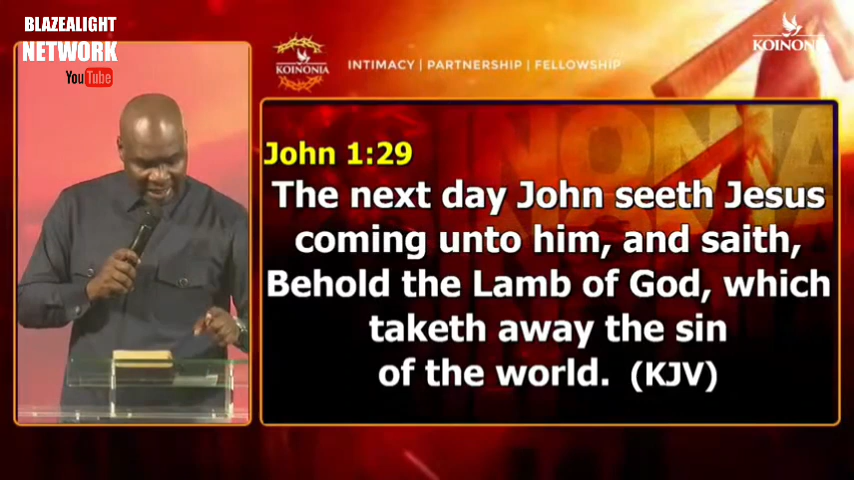 BLAZEALIGHT
NETWORK
YouTube
KOINONIA
INTIMACY | PARTNERSHIP | FELLOWSHIP
KOINONIA
John 1:29
The next day John seeth Jesus
coming unto him, and saith,
Behold the Lamb of God, which
taketh away the sin
of the world. (KJV)